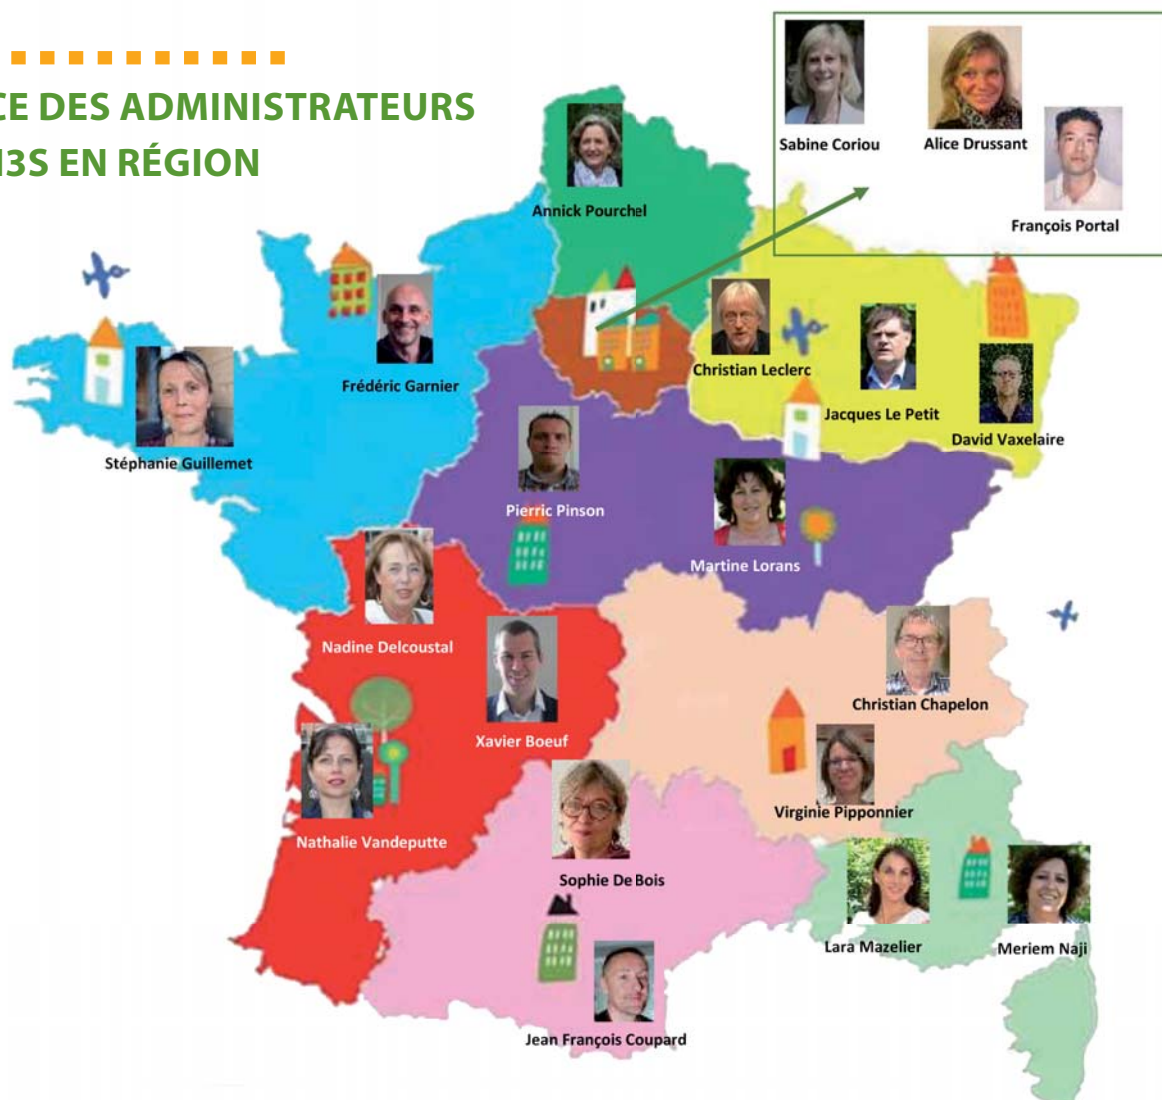 CE DES ADMINISTRATEURS
I3S EN RÉGION
Sabine Coriou
Alice Drussant
François Portal
Annick Pourchel
Frédéric Garnier
Stéphanie Guillemet
Christian Leclerc
Jacques Le Petit
David Vaxelaire
Pierric Pinson
Martine Lorans
Nadine Delcoustal
Xavier Boeuf
Nathalie Vandeputte
Christian Chapelon
Virginie Pipponnier
Sophie De Bois
Lara Mazelier
Meriem Naji
Jean François Coupard